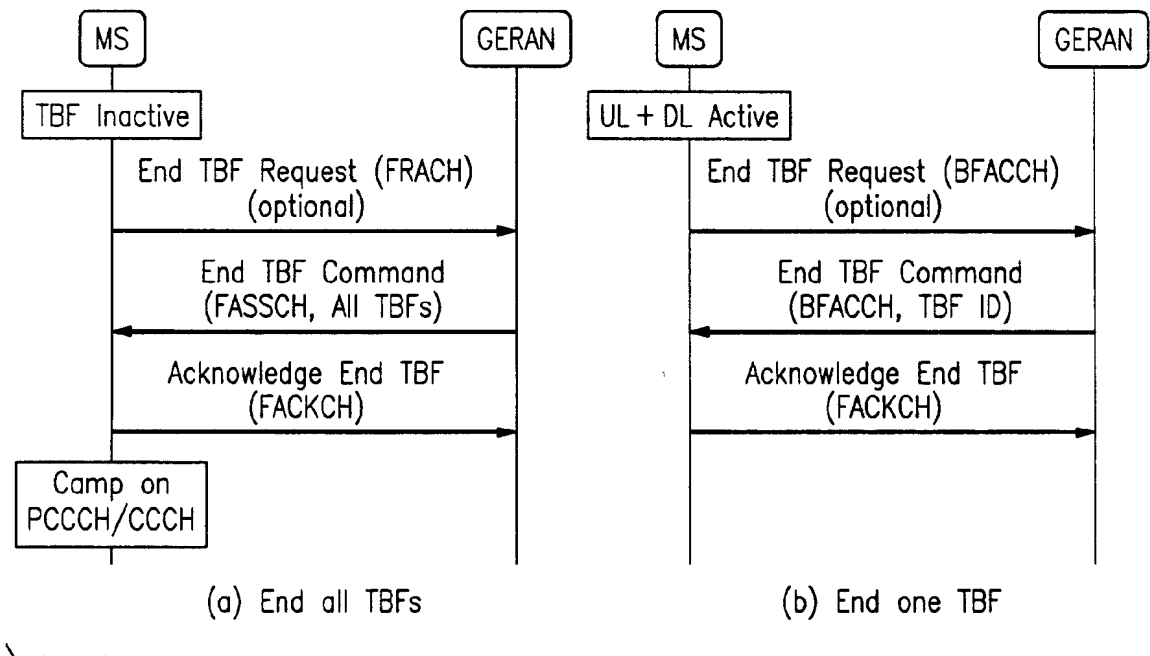 MS
GERAN
TBF Inactive
End TBF Request (FRACH)
(optional)
End TBF Command
(FASSCH, All TBFs)
Acknowledge End TBF
(FACKCH)
Camp on
PCCCH/CCCH
(a) End all TBFs
MS
GERAN
UL + DL Active
End TBF Request (BFACCH)
(optional)
End TBF Command
(BFACCH, TBF ID)
Acknowledge End TBF
(FACKCH)
(b) End one TBF